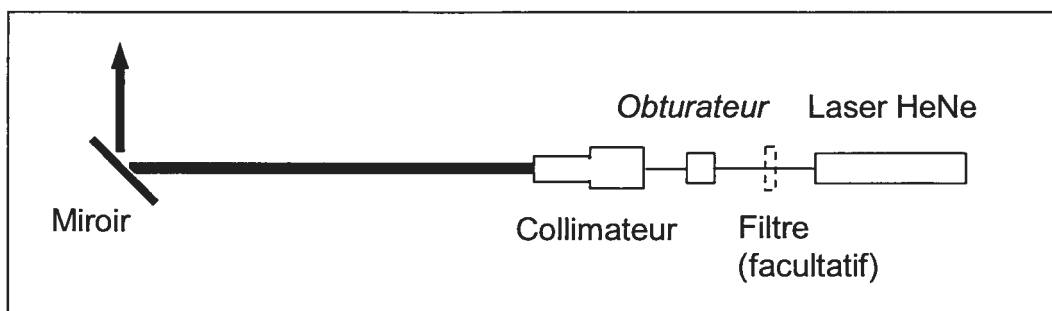 Obturateur Laser HeNe
Miroir
Collimateur
Filtre
(facultatif)